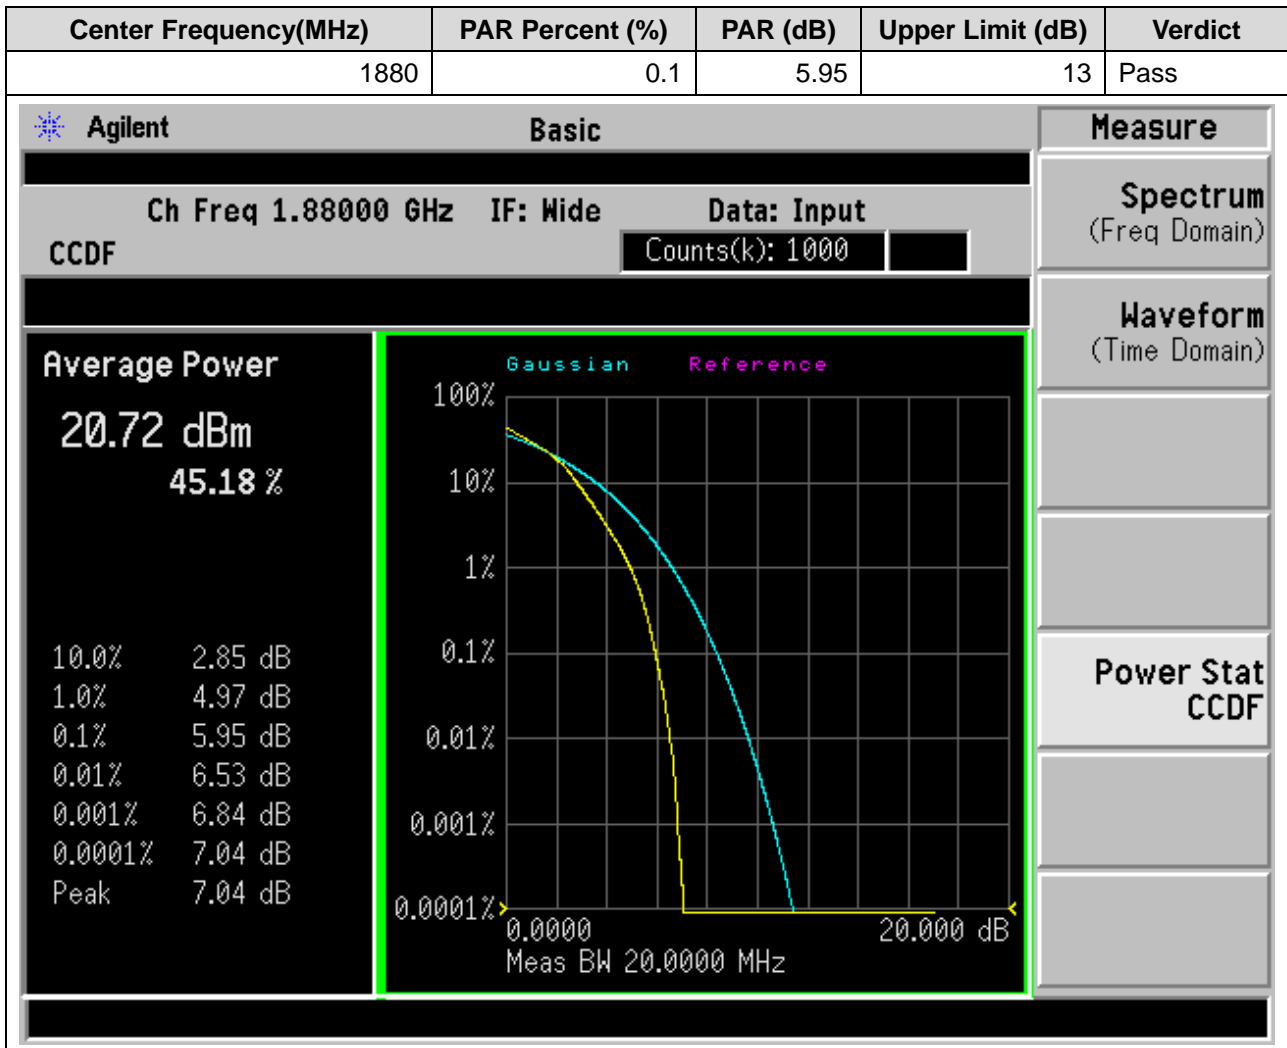 Center Frequency(MHz) PAR Percent (%) PAR (dB) Upper Limit (dB) Verdict
1880 0.1 5.95 13 Pass
Agilent Basic Measure
Ch Freq 1.88000 GHz IF: Wide Data: Input
CCDF Counts(k): 1000
Spectrum
(Freq Domain)
Waveform
(Time Domain)
Power Stat
CCDF
Average Power
20.72 dBm
45.18 %
10.0% 2.85 dB
1.0% 4.97 dB
0.1% 5.95 dB
0.01% 6.53 dB
0.001% 6.84 dB
0.0001% 7.04 dB
Peak 7.04 dB
Gaussian Reference
100%
10%
1%
0.1%
0.01%
0.001%
0.0001%
0.0000 20.000 dB
Meas BW 20.0000 MHz